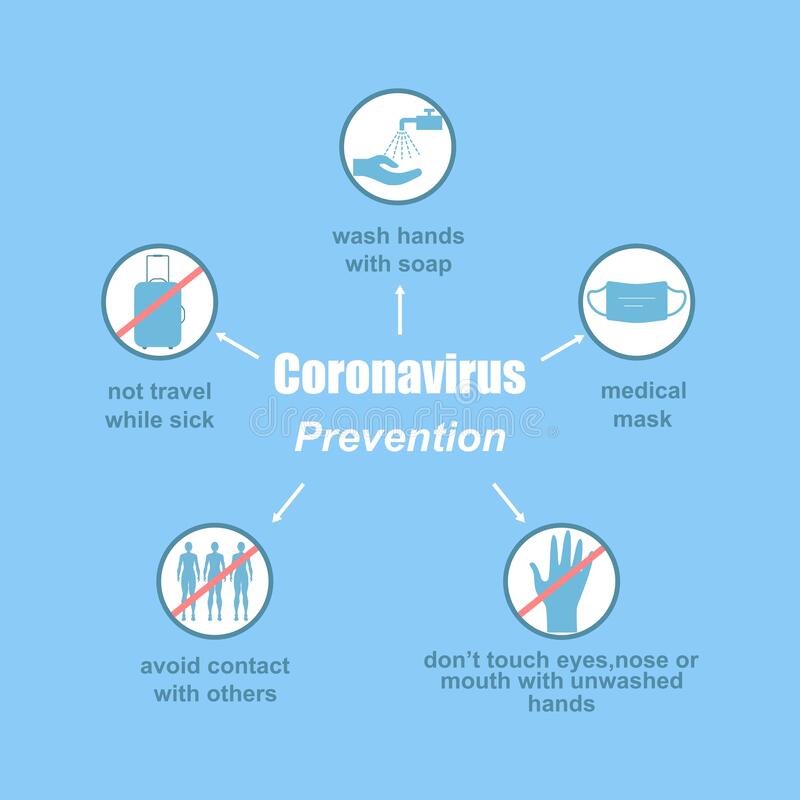 wash hands
with soap
not travel
while sick
Coronavirus
Prevention
medical
mask
avoid contact
with others
don’t touch eyes,nose or
mouth with unwashed
hands
dreamstime